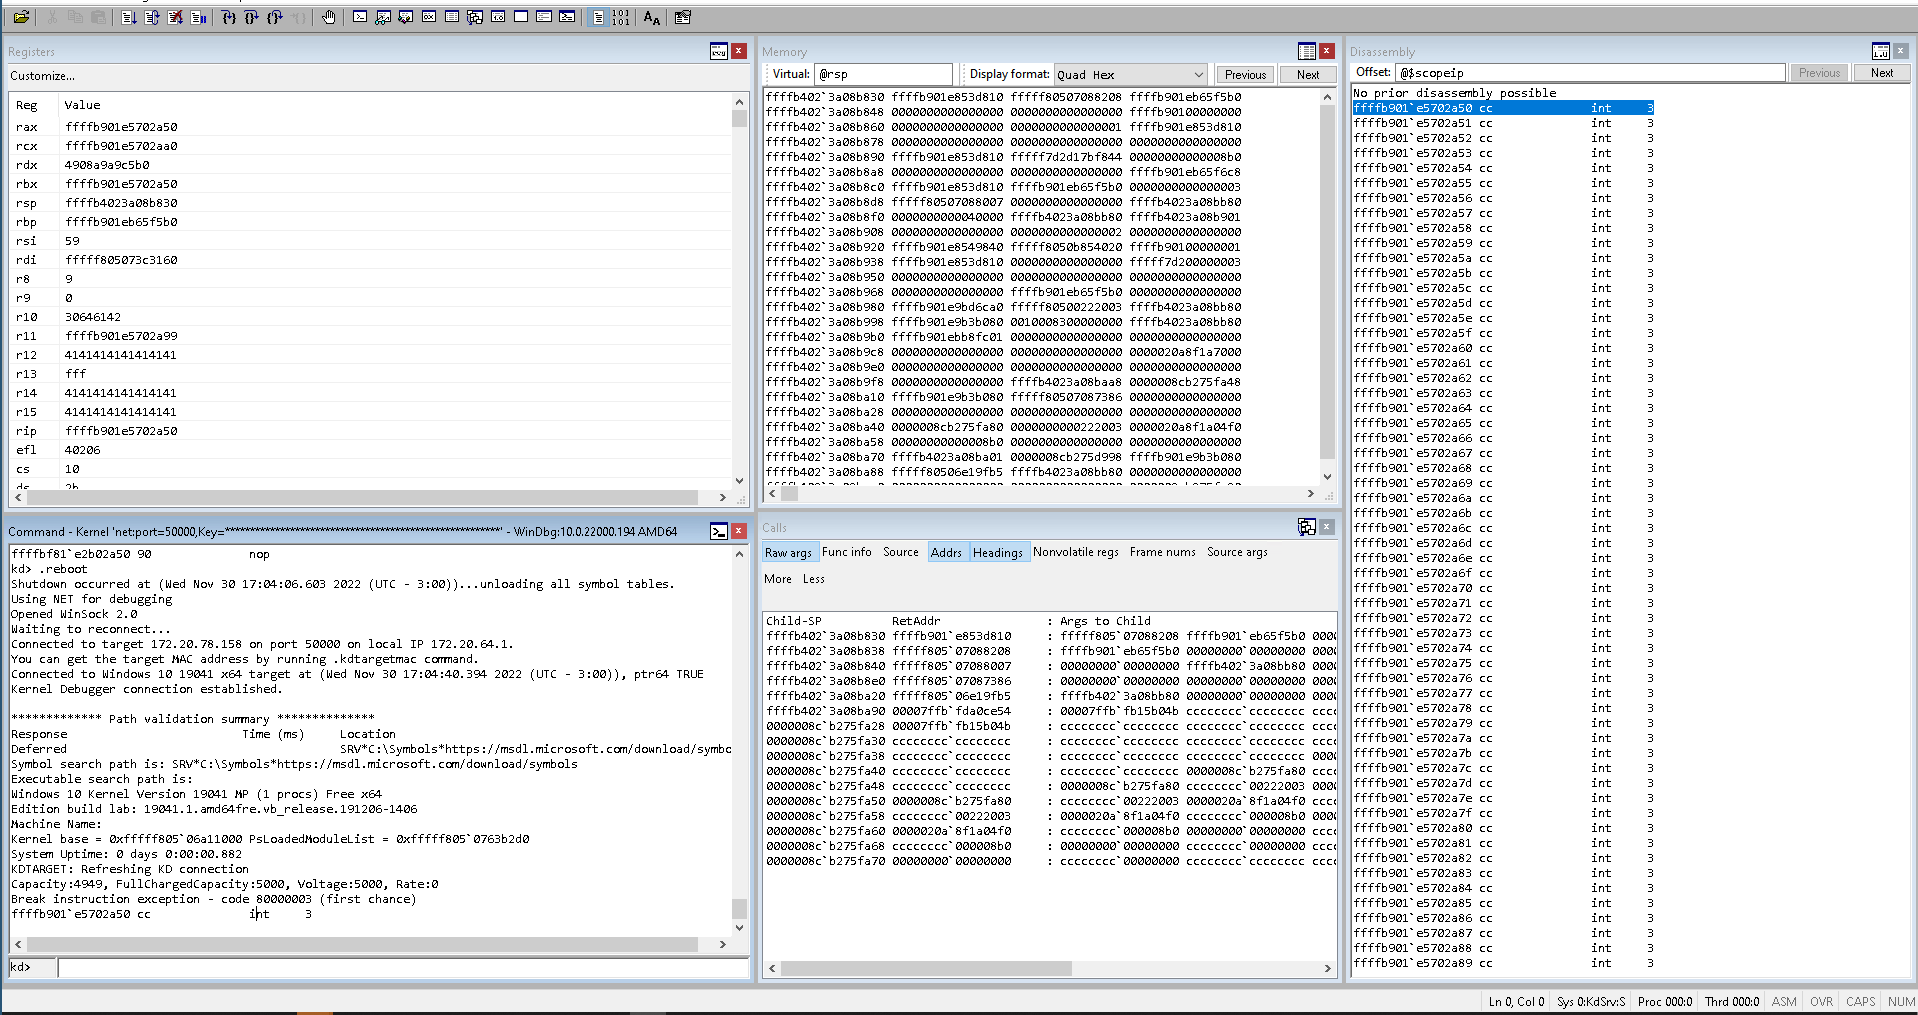 Registers
Customize...
Reg Value
rax ffffb901e5702a50
rcx ffffb901e5702aa0
rdx 4908a9a9c5b0
rbx ffffb901e5702a50
rsp ffffb4023a08b830
rbp ffffb901eb65f5b0
rsi 59
rdi fffff805073c3160
r8 9
r9 0
r10 30646142
r11 ffffb901e5702a99
r12 4141414141414141
r13 fff
r14 4141414141414141
r15 4141414141414141
rip ffffb901e5702a50
efl 40206
cs 10
ds 2b
Memory
Virtual: @rsp Display format: Quad Hex Previous Next
ffffb402`3a08b830 ffffb901e853d810 fffff80507088208 ffffb901eb65f5b0
ffffb402`3a08b848 0000000000000000 ffffb90100000000 0000000000000000
ffffb402`3a08b860 0000000000000000 0000000000000001 ffffb901e853d810
ffffb402`3a08b878 0000000000000000 0000000000000000 0000000000000000
ffffb402`3a08b890 ffffb901e853d810 fffff7d2d17bf844 00000000000008b0
ffffb402`3a08b8a8 0000000000000000 0000000000000000 ffffb901eb65f6c8
ffffb402`3a08b8c0 ffffb901e853d810 ffffb901eb65f5b0 0000000000000003
ffffb402`3a08b8d8 fffff80507088007 0000000000000000 ffffb4023a08bb80
ffffb402`3a08b8f0 0000000000040000 ffffb4023a08bb80 ffffb4023a08b901
ffffb402`3a08b908 0000000000000000 0000000000000002 0000000000000000
ffffb402`3a08b920 ffffb901e8549840 fffff8050b854020 ffffb90100000001
ffffb402`3a08b938 ffffb901e853d810 0000000000000000 fffff7d200000003
ffffb402`3a08b950 0000000000000000 0000000000000000 0000000000000000
ffffb402`3a08b968 0000000000000000 ffffb901eb65f5b0 0000000000000000
ffffb402`3a08b980 ffffb901e9bd6ca0 fffff80500222003 ffffb4023a08bb80
ffffb402`3a08b998 ffffb901e9b3b080 0010008300000000 ffffb4023a08bb80
ffffb402`3a08b9b0 ffffb901ebb8fc01 0000000000000000 0000000000000000
ffffb402`3a08b9c8 0000000000000000 0000000000000000 0000020a8f1a7000
ffffb402`3a08b9e0 0000000000000000 0000000000000000 0000000000000000
ffffb402`3a08b9f8 0000000000000000 ffffb4023a08baa8 0000008cb275fa48
ffffb402`3a08ba10 ffffb901e9b3b080 fffff80507087386 0000000000000000
ffffb402`3a08ba28 0000000000000000 0000000000000000 0000000000000000
ffffb402`3a08ba40 0000008cb275fa80 0000000000222003 0000020a8f1a04f0
ffffb402`3a08ba58 00000000000008b0 0000000000000000 0000000000000000
ffffb402`3a08ba70 ffffb4023a08ba01 0000008cb275d998 ffffb901e9b3b080
ffffb402`3a08ba88 fffff80506e19fb5 ffffb4023a08bb80 0000000000000000
Disassembly
Offset: @$scopeip Previous Next
No prior disassembly possible
ffffb901`e5702a50 cc int 3
ffffb901`e5702a51 cc int 3
ffffb901`e5702a52 cc int 3
ffffb901`e5702a53 cc int 3
ffffb901`e5702a54 cc int 3
ffffb901`e5702a55 cc int 3
ffffb901`e5702a56 cc int 3
ffffb901`e5702a57 cc int 3
ffffb901`e5702a58 cc int 3
ffffb901`e5702a59 cc int 3
ffffb901`e5702a5a cc int 3
ffffb901`e5702a5b cc int 3
ffffb901`e5702a5c cc int 3
ffffb901`e5702a5d cc int 3
ffffb901`e5702a5e cc int 3
ffffb901`e5702a5f cc int 3
ffffb901`e5702a60 cc int 3
ffffb901`e5702a61 cc int 3
ffffb901`e5702a62 cc int 3
ffffb901`e5702a63 cc int 3
ffffb901`e5702a64 cc int 3
ffffb901`e5702a65 cc int 3
ffffb901`e5702a66 cc int 3
ffffb901`e5702a67 cc int 3
ffffb901`e5702a68 cc int 3
ffffb901`e5702a69 cc int 3
ffffb901`e5702a6a cc int 3
ffffb901`e5702a6b cc int 3
ffffb901`e5702a6c cc int 3
ffffb901`e5702a6d cc int 3
ffffb901`e5702a6e cc int 3
ffffb901`e5702a6f cc int 3
ffffb901`e5702a70 cc int 3
ffffb901`e5702a71 cc int 3
ffffb901`e5702a72 cc int 3
ffffb901`e5702a73 cc int 3
ffffb901`e5702a74 cc int 3
ffffb901`e5702a75 cc int 3
ffffb901`e5702a76 cc int 3
ffffb901`e5702a77 cc int 3
ffffb901`e5702a78 cc int 3
ffffb901`e5702a79 cc int 3
ffffb901`e5702a7a cc int 3
ffffb901`e5702a7b cc int 3
ffffb901`e5702a7c cc int 3
ffffb901`e5702a7d cc int 3
ffffb901`e5702a7e cc int 3
ffffb901`e5702a7f cc int 3
ffffb901`e5702a80 cc int 3
ffffb901`e5702a81 cc int 3
ffffb901`e5702a82 cc int 3
ffffb901`e5702a83 cc int 3
ffffb901`e5702a84 cc int 3
ffffb901`e5702a85 cc int 3
ffffb901`e5702a86 cc int 3
ffffb901`e5702a87 cc int 3
ffffb901`e5702a88 cc int 3
ffffb901`e5702a89 cc int 3
Command - Kernel 'net:port=50000,Key=*****************************************************' - WinDbg:10.0.22000.194 AMD64
ffffbf81`e2b02a50 90 nop
kd> .reboot
Shutdown occurred at (Wed Nov 30 17:04:06.603 2022 (UTC - 3:00))...unloading all symbol tables.
Using NET for debugging
Opened WinSock 2.0
Waiting to reconnect...
Connected to target 172.20.78.158 on port 50000 on local IP 172.20.64.1.
You can get the target MAC address by running .kdtargetmac command.
Connected to Windows 10 19041 x64 target at (Wed Nov 30 17:04:40.394 2022 (UTC - 3:00)), ptr64 TRUE
Kernel Debugger connection established.
************* Path validation summary **************
Response Time (ms) Location
Deferred SRV*C:\Symbols*https://msdl.microsoft.com/download/symbo
Symbol search path is: SRV*C:\Symbols*https://msdl.microsoft.com/download/symbols
Executable search path is:
Windows 10 Kernel Version 19041 MP (1 procs) Free x64
Edition build lab: 19041.1.amd64fre.vb_release.191206-1406
Machine Name:
Kernel base = 0xfffff805`06a11000 PsLoadedModuleList = 0xfffff805`0763b2d0
System Uptime: 0 days 0:00:00.882
KDTARGET: Refreshing KD connection
Capacity:4949, FullChargedCapacity:5000, Voltage:5000, Rate:0
Break instruction exception - code 80000003 (first chance)
ffffb901`e5702a50 cc int 3
kd>
Calls
Raw args Func info Source Addrs Headings Nonvolatile regs Frame nums Source args
More Less
Child-SP RetAddr : Args to Child
ffffb402`3a08b830 ffffb901`e853d810 : fffff805`07088208 ffffb901`eb65f5b0 0000
ffffb402`3a08b838 fffff805`07088208 : ffffb901`eb65f5b0 00000000`00000000 ffff
ffffb402`3a08b840 fffff805`07088007 : 00000000`00000000 ffffb402`3a08bb80 0000
ffffb402`3a08b8e0 fffff805`07087386 : 00000000`00000000 00000000`00000000 0000
ffffb402`3a08ba20 fffff805`06e19fb5 : ffffb402`3a08bb80 00000000`00000000 0000
ffffb402`3a08ba90 00007ffb`fda0ce54 : 00007ffb`fb15b04b cccccccc`cccccccc cccc
0000008c`b275fa28 00007ffb`fb15b04b : cccccccc`cccccccc cccccccc`cccccccc 0000
0000008c`b275fa30 cccccccc`cccccccc : cccccccc`cccccccc cccccccc`cccccccc cccc
0000008c`b275fa38 cccccccc`cccccccc : cccccccc`cccccccc cccccccc`cccccccc 0000
0000008c`b275fa40 cccccccc`cccccccc : cccccccc`cccccccc 0000008c`b275fa80 cccc
0000008c`b275fa48 cccccccc`cccccccc : 0000008c`b275fa80 cccccccc`00222003 0000
0000008c`b275fa50 0000008c`b275fa80 : cccccccc`00222003 0000020a`8f1a04f0 cccc
0000008c`b275fa58 cccccccc`00222003 : 0000020a`8f1a04f0 cccccccc`000008b0 0000
0000008c`b275fa60 0000020a`8f1a04f0 : cccccccc`000008b0 00000000`00000000 cccc
0000008c`b275fa68 cccccccc`000008b0 : 00000000`00000000 cccccccc`00000000 cccc
0000008c`b275fa70 00000000`00000000 : cccccccc`00000000 cccccccc`cccccccc cccc
Ln 0, Col 0 Sys 0:KdSrv:S Proc 000:0 Thrd 000:0 ASM OVR CAPS NUM